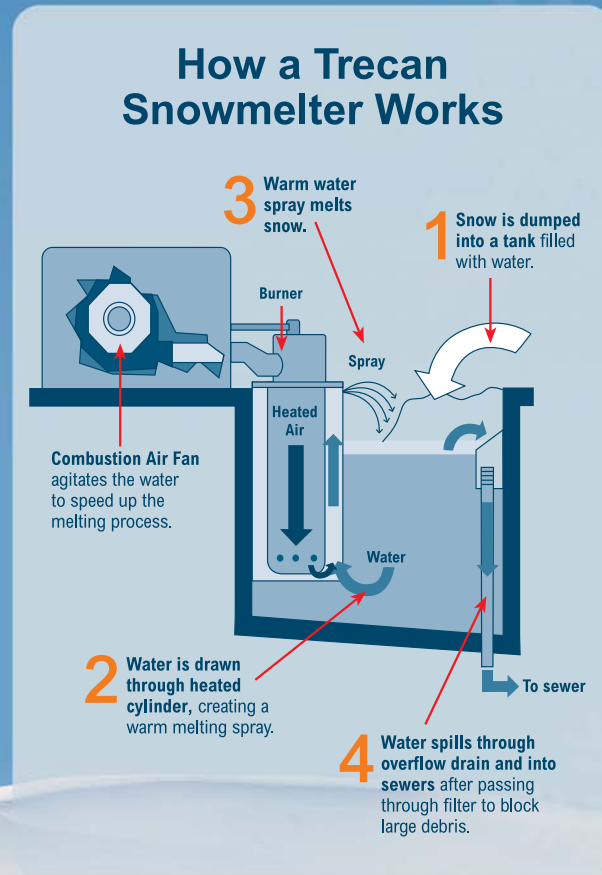 How a Trecan
Snowmelter Works
3 Warm water
spray melts
snow.
1 Snow is dumped
into a tank filled
with water.
Burner
Spray
Heated
Air
Combustion Air Fan
agitates the water
to speed up the
melting process.
Water
2 Water is drawn
through heated
cylinder, creating a
warm melting spray.
To sewer
4 Water spills through
overflow drain and into
sewers after passing
through filter to block
large debris.